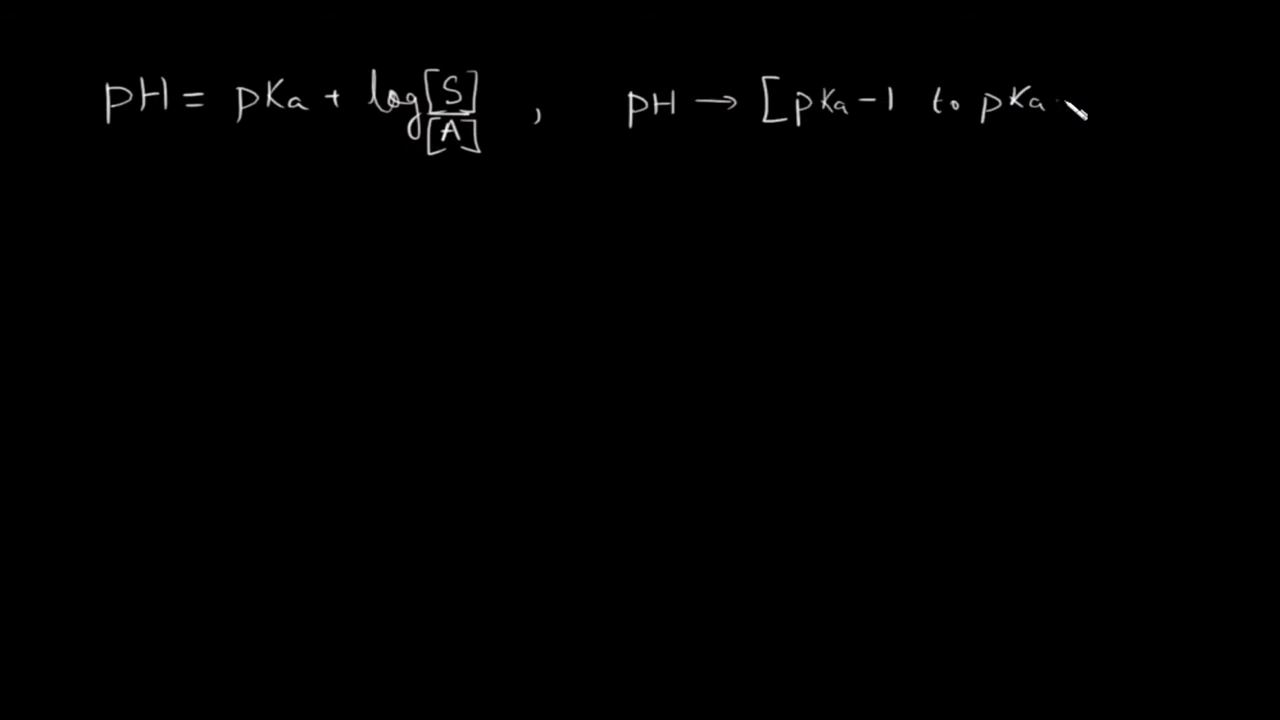 pH = pKa + log [S]/[A] , pH → [pKa-1 to pKa